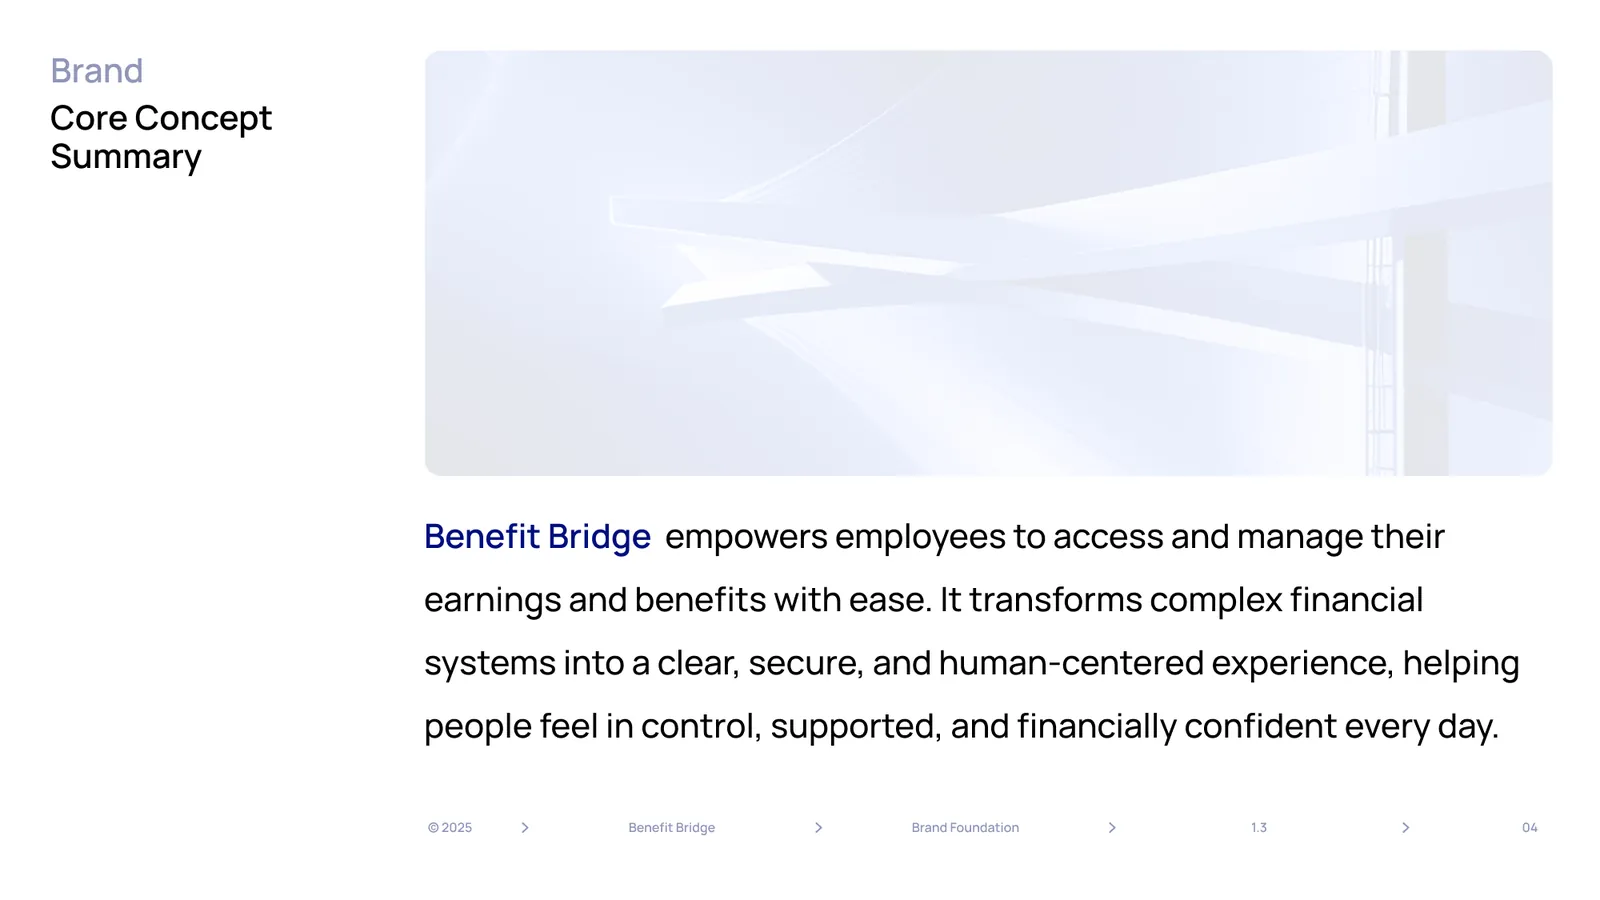 Brand
Core Concept
Summary
Benefit Bridge empowers employees to access and manage their
earnings and benefits with ease. It transforms complex financial
systems into a clear, secure, and human-centered experience, helping
people feel in control, supported, and financially confident every day.
© 2025 > Benefit Bridge > Brand Foundation > 1.3 > 04